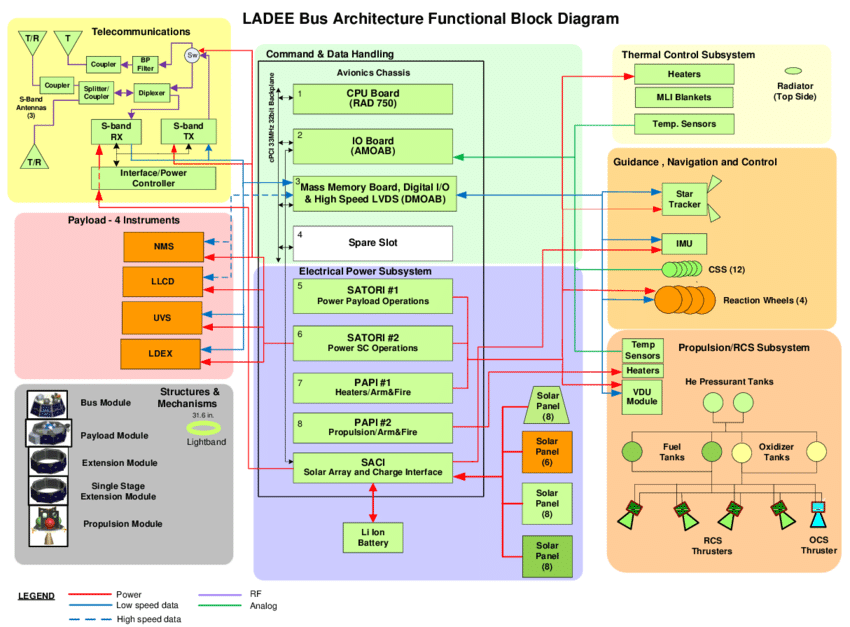 LADEE Bus Architecture Functional Block Diagram
Telecommunications
T/R
T
Sw
Coupler
BP
Filter
Coupler
Splitter/
Coupler
Diplexer
S-Band
Antennas
(3)
T/R
S-band
RX
S-band
TX
Interface/Power
Controller
Payload - 4 Instruments
NMS
LLCD
UVS
LDEX
Structures &
Mechanisms
Bus Module
Payload Module
Extension Module
Single Stage
Extension Module
Propulsion Module
31.6 in.
Lightband
Command & Data Handling
Avionics Chassis
cPCI 33MHz 32bit Backplane
1
CPU Board
(RAD 750)
2
IO Board
(AMOAB)
3
Mass Memory Board, Digital I/O
& High Speed LVDS (DMOAB)
4
Spare Slot
Electrical Power Subsystem
5
SATORI #1
Power Payload Operations
6
SATORI #2
Power SC Operations
7
PAPI #1
Heaters/Arm&Fire
8
PAPI #2
Propulsion/Arm&Fire
SACI
Solar Array and Charge Interface
Li Ion
Battery
Solar
Panel
(8)
Solar
Panel
(6)
Solar
Panel
(8)
Solar
Panel
(8)
Thermal Control Subsystem
Heaters
MLI Blankets
Temp. Sensors
Radiator
(Top Side)
Guidance , Navigation and Control
Star
Tracker
IMU
CSS (12)
Reaction Wheels (4)
Temp
Sensors
Heaters
VDU
Module
Propulsion/RCS Subsystem
He Pressurant Tanks
Fuel
Tanks
Oxidizer
Tanks
RCS
Thrusters
OCS
Thruster
LEGEND
Power
Low speed data
High speed data
RF
Analog